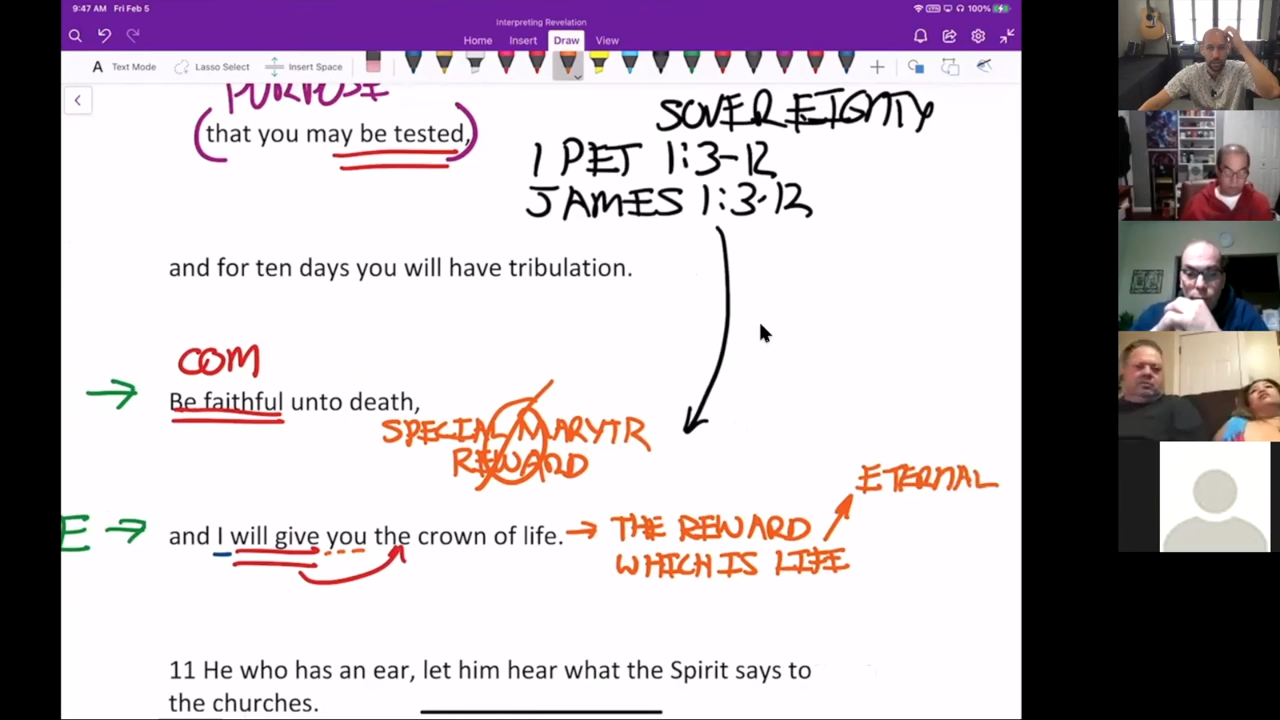 9:47 AM Fri Feb 5
100%
Interpreting Revelation
Home Insert Draw View
Text Mode Lasso Select Insert Space
PURPOSE
(that you may be tested,)
SOVEREIGNTY
1 PET 1:3-12
JAMES 1:3-12
and for ten days you will have tribulation.
COM
Be faithful unto death,
SPECIAL MARYTR
REWARD
ETERNAL
E → and I will give you the crown of life. → THE REWARD
WHICH IS LIFE
11 He who has an ear, let him hear what the Spirit says to
the churches.